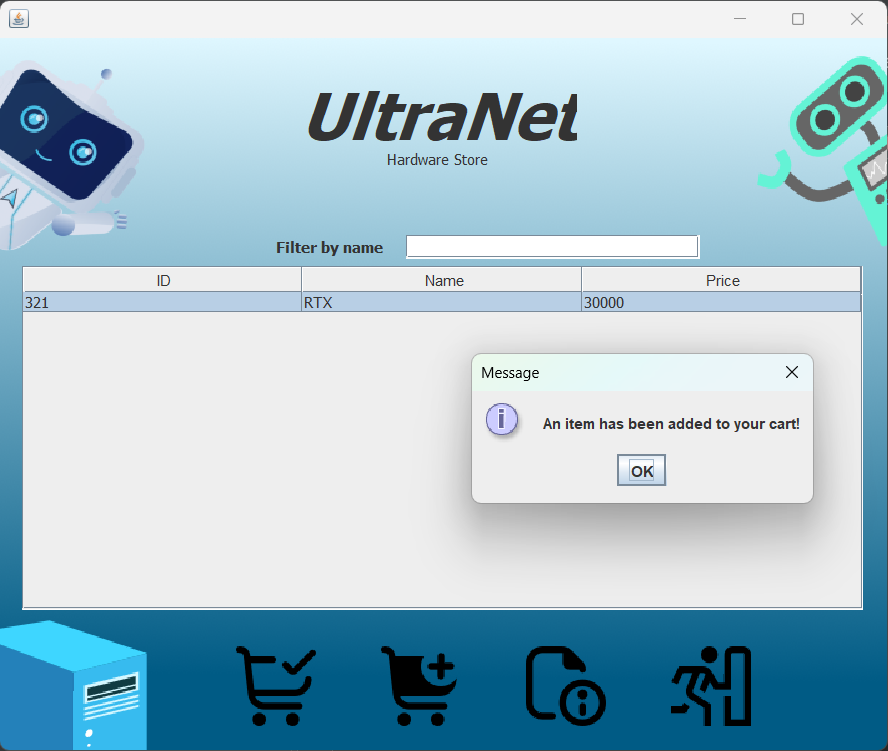 UltraNet
Hardware Store
Filter by name
ID Name Price
321 RTX 30000
Message
An item has been added to your cart!
OK